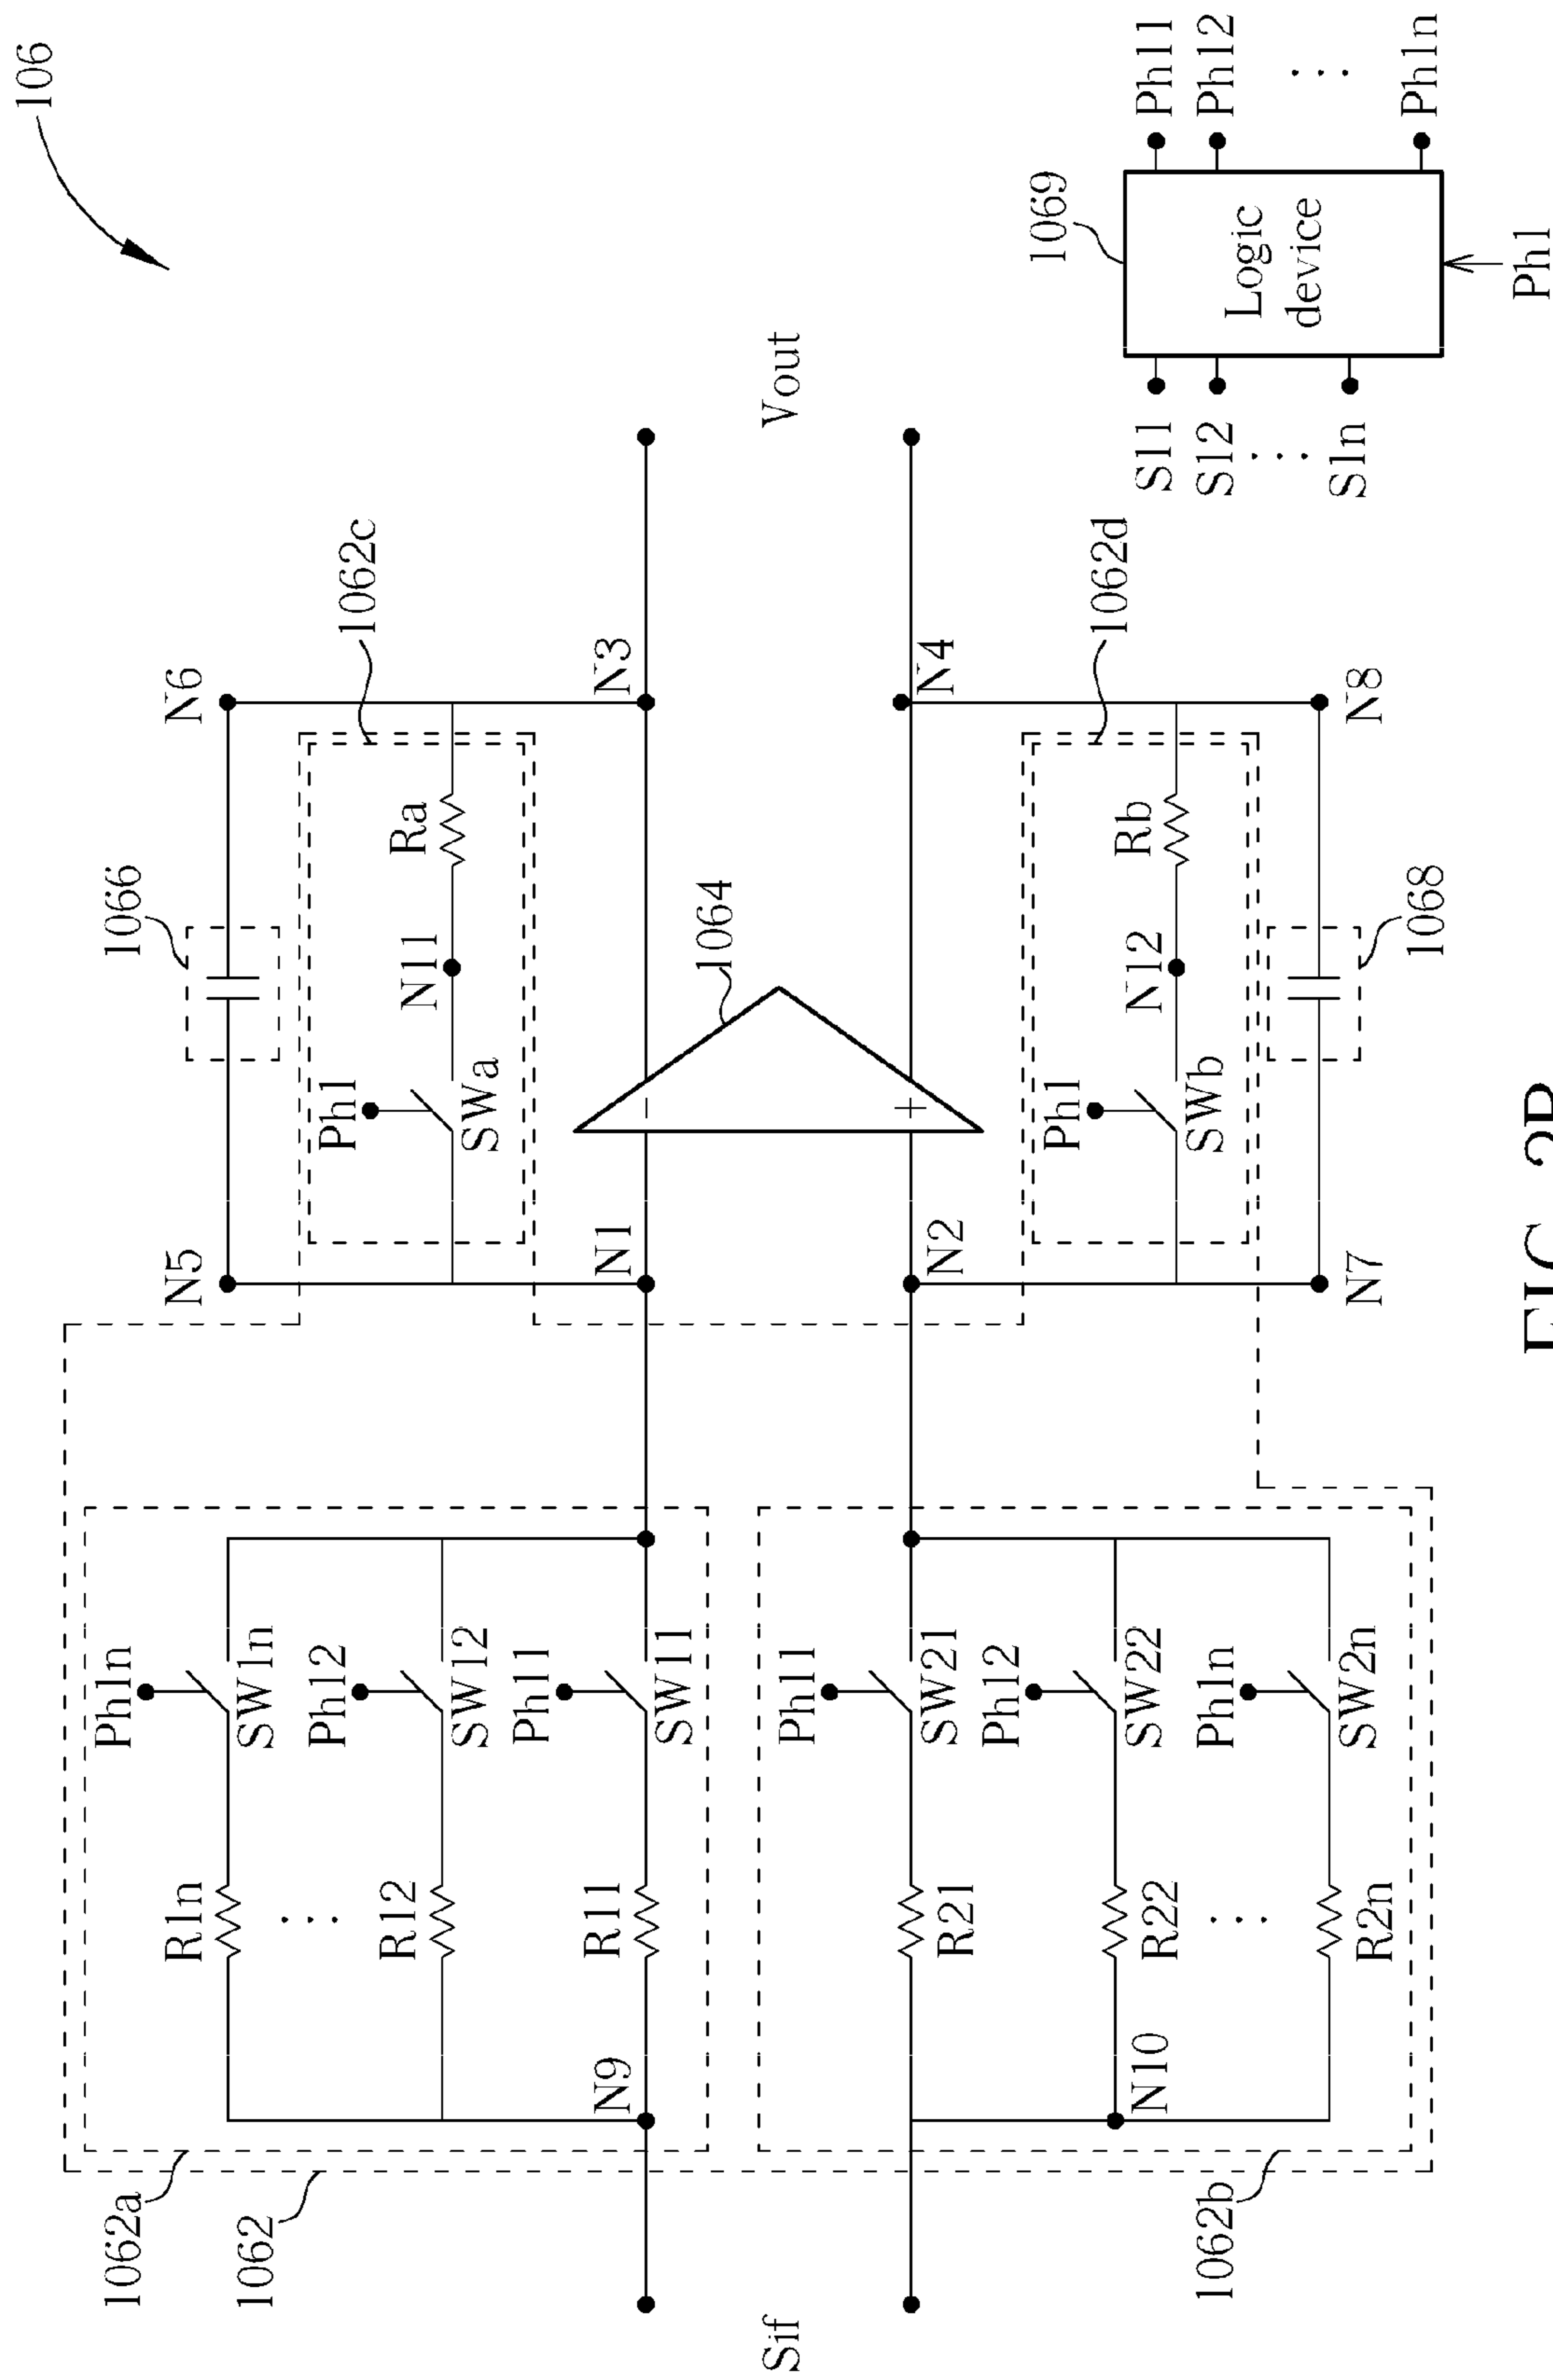 106
1062a
Ph1n
1066
R1n
N5
N6
1062
SW1n
⋮
Ph12
Ph1
1062c
R12
N11
Ra
SW12
SWa
Ph11
R11
N9
N1
N3
SW11
1064
−
Sif
Vout
Ph11
+
R21
SW21
N2
N4
Ph12
Ph1
1069
1062d
N10
R22
SW22
N12
Rb
S11
Ph11
1062b
Ph1n
SWb
S12
Ph12
⋮
Logic
device
⋮
⋮
R2n
SW2n
N7
N8
S1n
1068
Ph1n
Ph1
FIG